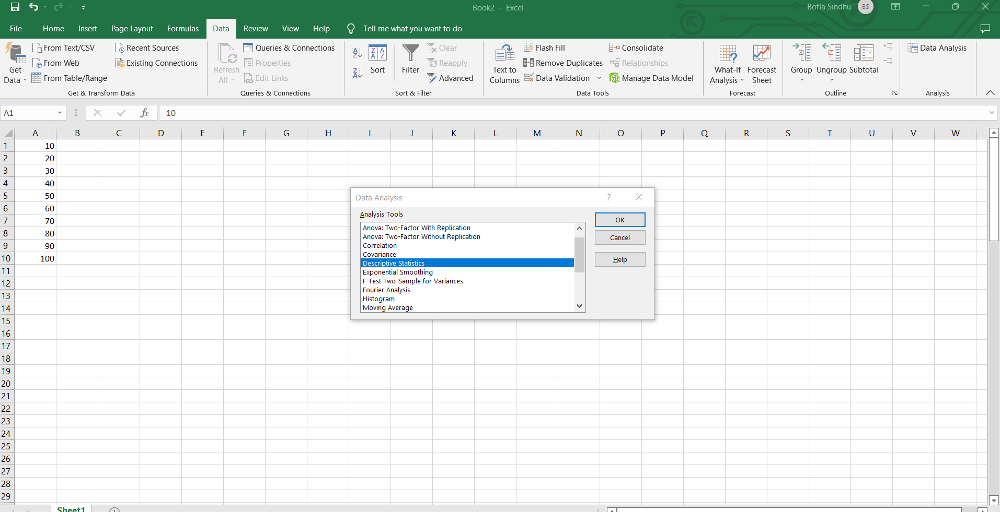 Book2 - Excel
Botla Sindhu BS
File Home Insert Page Layout Formulas Data Review View Help Tell me what you want to do
Get Data
From Text/CSV
From Web
From Table/Range
Recent Sources
Existing Connections
Get & Transform Data
Refresh All
Queries & Connections
Properties
Edit Links
Queries & Connections
Sort
Filter
Clear
Reapply
Advanced
Sort & Filter
Text to Columns
Flash Fill
Remove Duplicates
Data Validation
Consolidate
Relationships
Manage Data Model
Data Tools
What-If Analysis
Forecast Sheet
Forecast
Group
Ungroup
Subtotal
Outline
Data Analysis
Analysis
A1 fx 10
A B C D E F G H I J K L M N O P Q R S T U V W
1 10
2 20
3 30
4 40
5 50
6 60
7 70
8 80
9 90
10 100
11
12
13
14
15
16
17
18
19
20
21
22
23
24
25
26
27
28
29
Data Analysis ?
Analysis Tools
Anova: Two-Factor With Replication
Anova: Two-Factor Without Replication
Correlation
Covariance
Descriptive Statistics
Exponential Smoothing
F-Test Two-Sample for Variances
Fourier Analysis
Histogram
Moving Average
OK
Cancel
Help
Sheet1